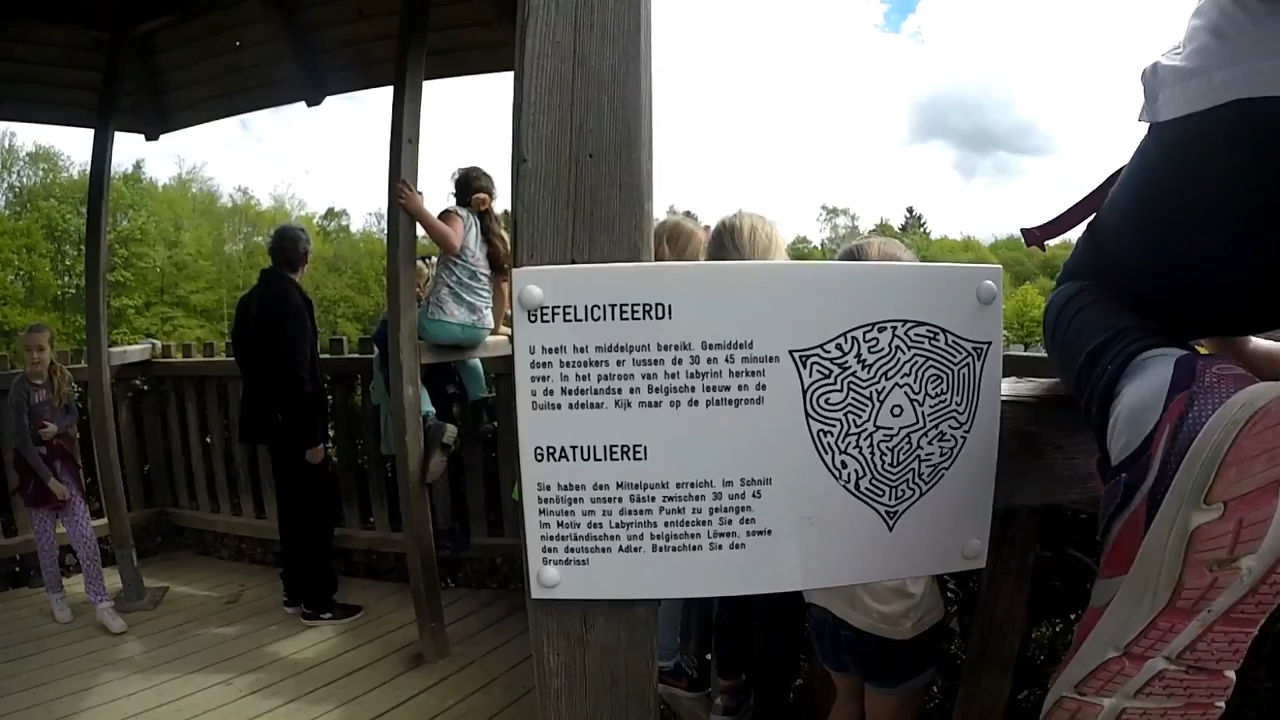 GEFELICITEERD!
U heeft het middelpunt bereikt. Gemiddeld
doen bezoekers er tussen de 30 en 45 minuten
over. In het patroon van het labyrint herkent
u de Nederlandse en Belgische leeuw en de
Duitse adelaar. Kijk maar op de plattegrond!
GRATULIERE!
Sie haben den Mittelpunkt erreicht. Im Schnitt
benötigen unsere Gäste zwischen 30 und 45
Minuten um zu diesem Punkt zu gelangen.
Im Motiv des Labyrinths entdecken Sie den
niederländischen und belgischen Löwen, sowie
den deutschen Adler. Betrachten Sie den
Grundriss!